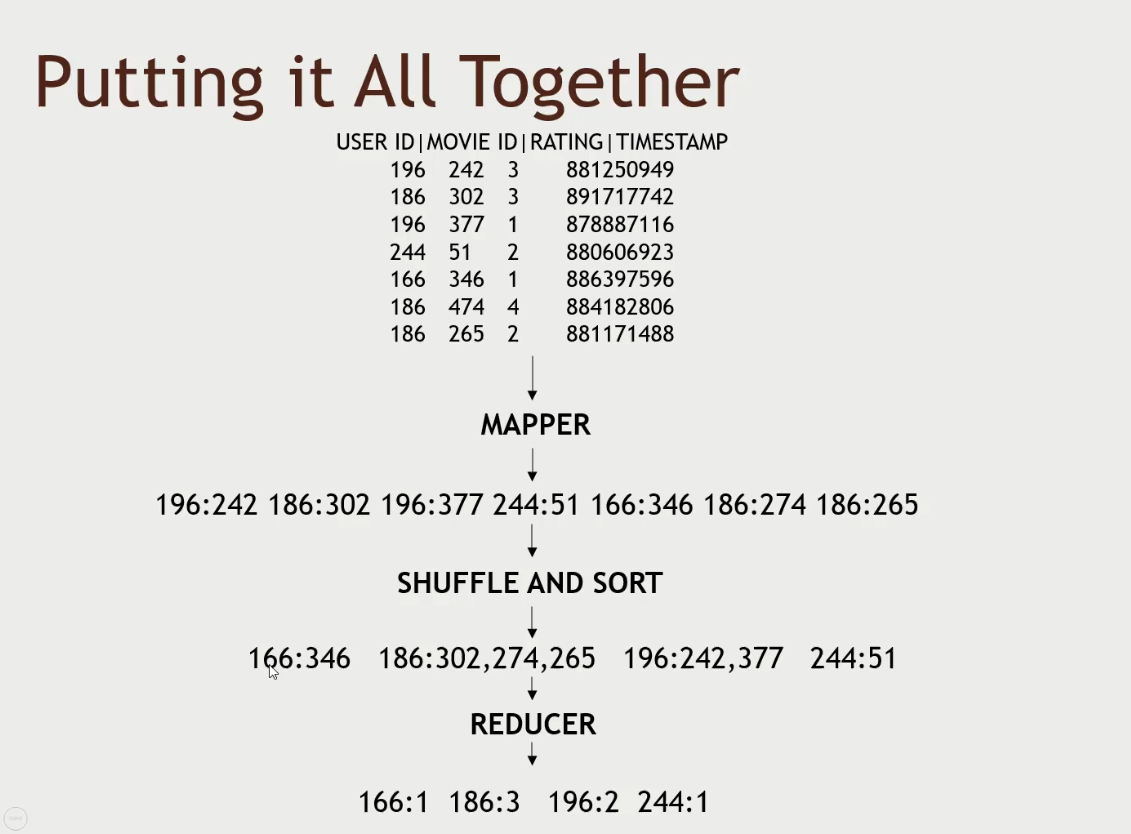 Putting it All Together
USER ID|MOVIE ID|RATING|TIMESTAMP
196 242 3 881250949
186 302 3 891717742
196 377 1 878887116
244 51 2 880606923
166 346 1 886397596
186 474 4 884182806
186 265 2 881171488
MAPPER
196:242 186:302 196:377 244:51 166:346 186:274 186:265
SHUFFLE AND SORT
166:346 186:302,274,265 196:242,377 244:51
REDUCER
166:1 186:3 196:2 244:1